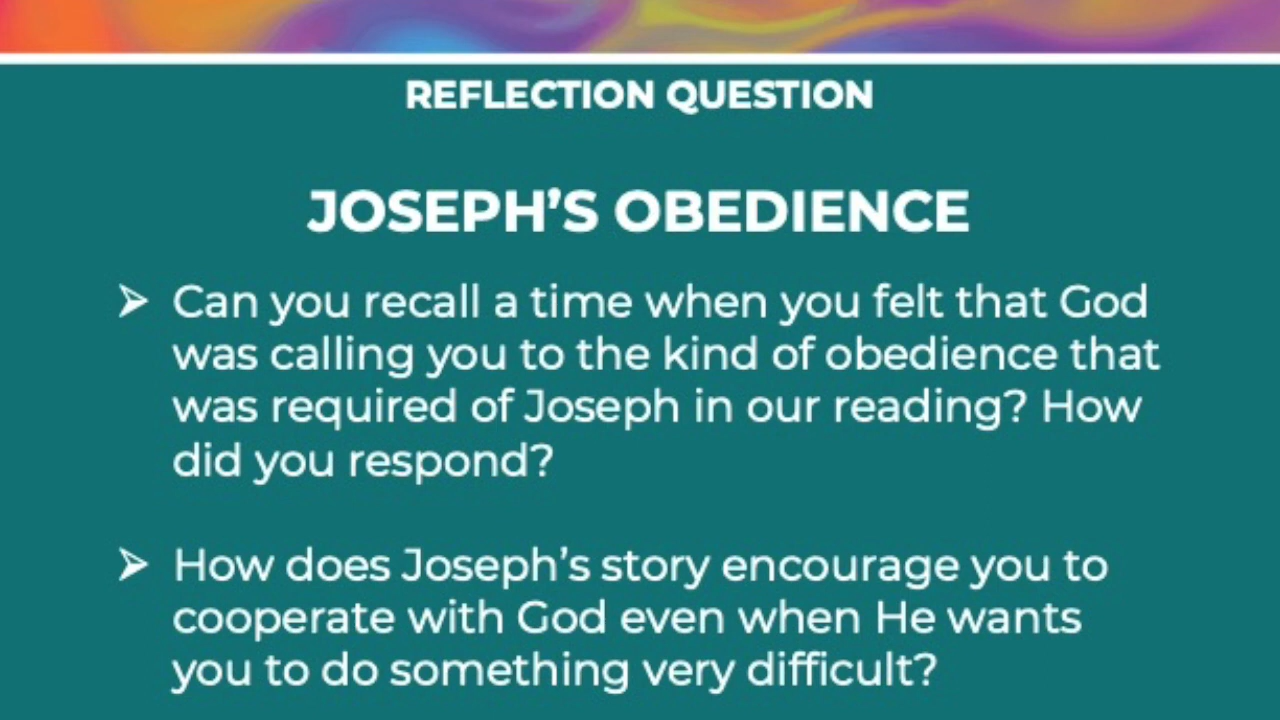 REFLECTION QUESTION
JOSEPH’S OBEDIENCE
➢ Can you recall a time when you felt that God
was calling you to the kind of obedience that
was required of Joseph in our reading? How
did you respond?
➢ How does Joseph’s story encourage you to
cooperate with God even when He wants
you to do something very difficult?